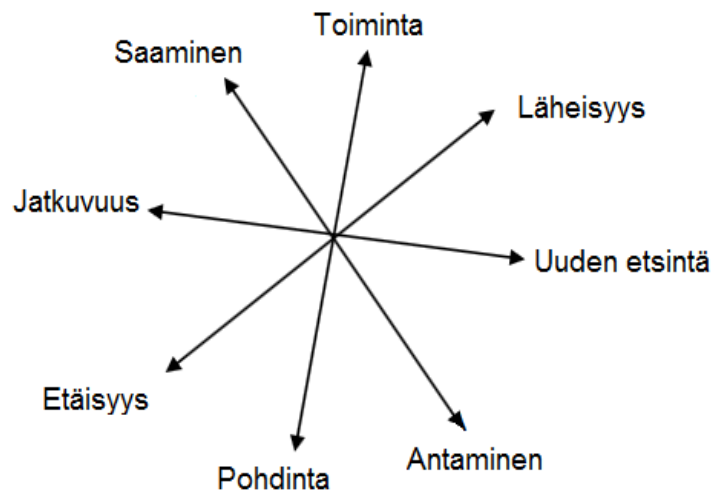 Toiminta
Saaminen
Läheisyys
Jatkuvuus
Uuden etsintä
Etäisyys
Antaminen
Pohdinta